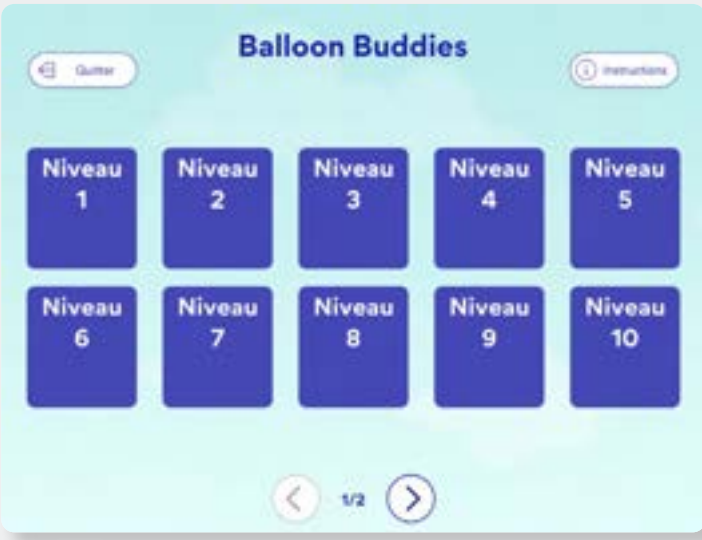 Balloon Buddies
Quitter
Instructions
Niveau
1
Niveau
2
Niveau
3
Niveau
4
Niveau
5
Niveau
6
Niveau
7
Niveau
8
Niveau
9
Niveau
10
1/2